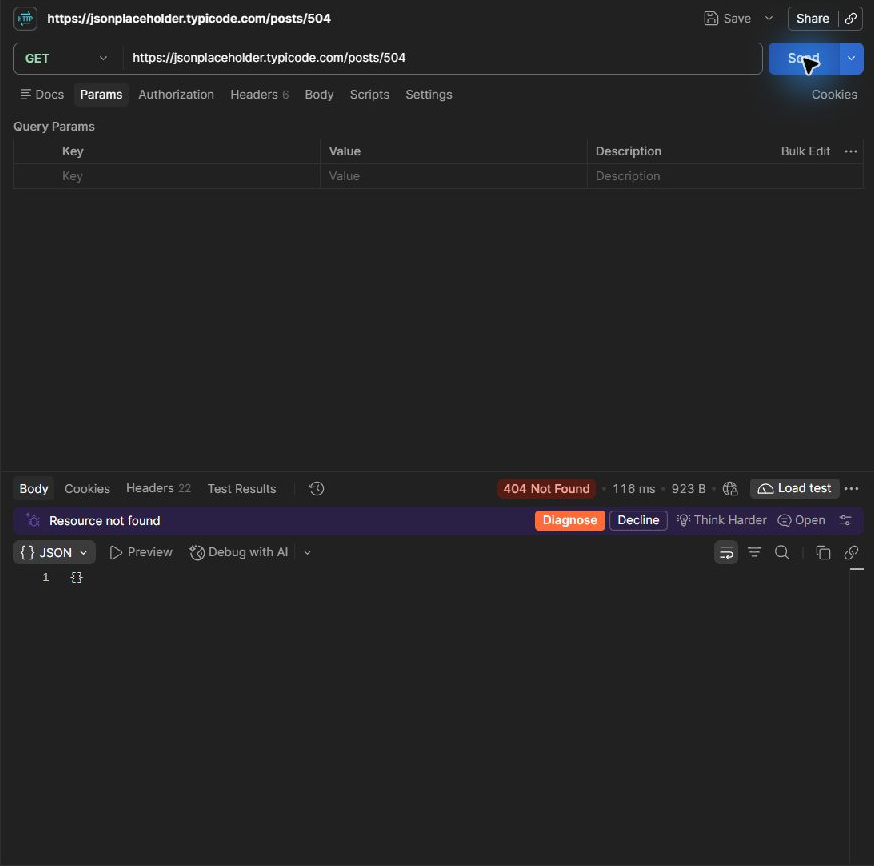 HTTP https://jsonplaceholder.typicode.com/posts/504 Save Share
GET https://jsonplaceholder.typicode.com/posts/504 Send
Docs Params Authorization Headers 6 Body Scripts Settings Cookies
Query Params
Key Value Description Bulk Edit ...
Key Value Description
Body Cookies Headers 22 Test Results 404 Not Found • 116 ms • 923 B • Load test ...
Resource not found Diagnose Decline Think Harder Open
{} JSON Preview Debug with AI
1 {}